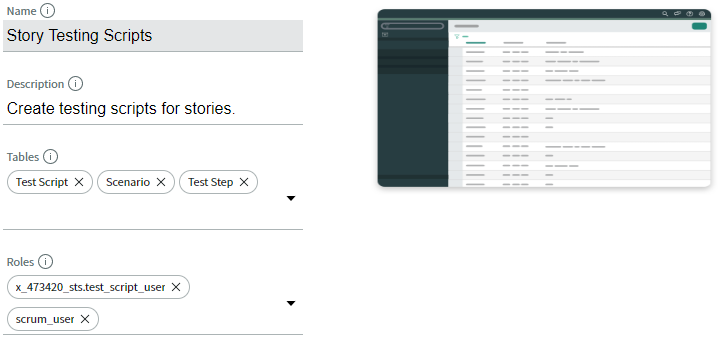 Name
Story Testing Scripts
Description
Create testing scripts for stories.
Tables
Test Script Scenario Test Step
Roles
x_473420_sts.test_script_user
scrum_user